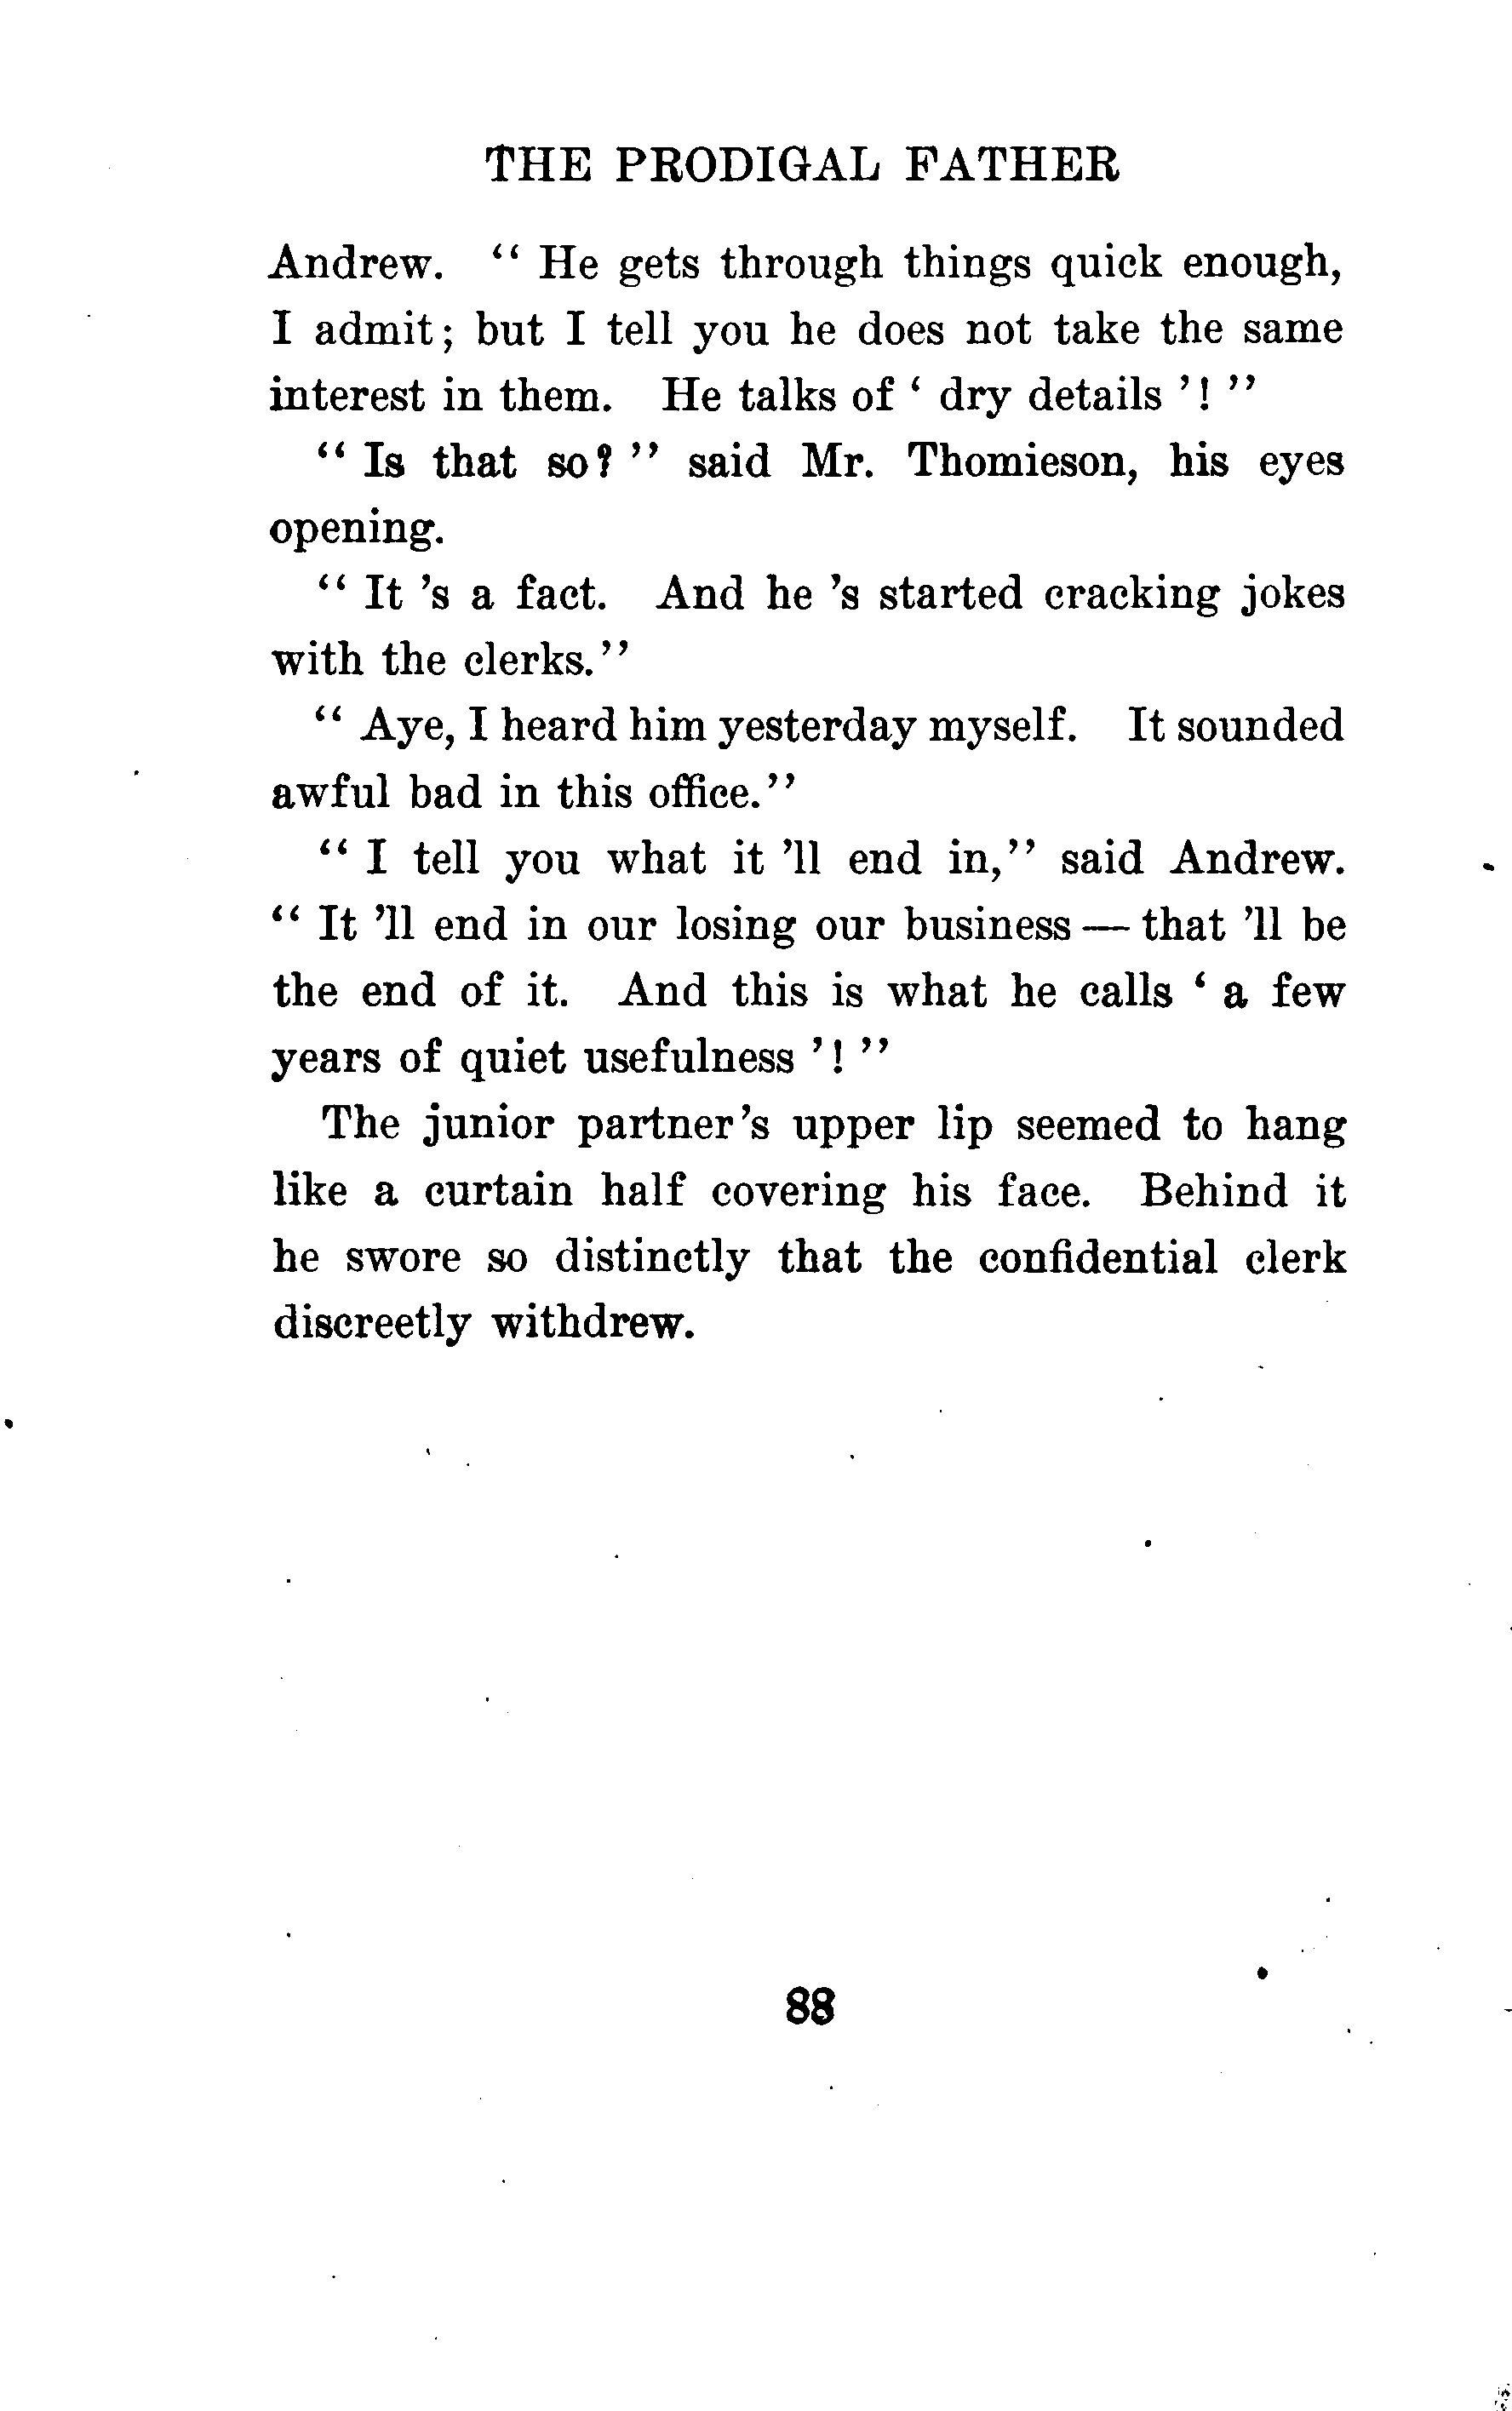 THE PRODIGAL FATHER
Andrew. “ He gets through things quick enough,
I admit; but I tell you he does not take the same
interest in them. He talks of ‘ dry details ’! ”
“ Is that so? ” said Mr. Thomieson, his eyes
opening.
“ It ’s a fact. And he ’s started cracking jokes
with the clerks.”
“ Aye, I heard him yesterday myself. It sounded
awful bad in this office.”
“ I tell you what it ’ll end in,” said Andrew.
“ It ’ll end in our losing our business — that ’ll be
the end of it. And this is what he calls ‘ a few
years of quiet usefulness ’! ”
The junior partner’s upper lip seemed to hang
like a curtain half covering his face. Behind it
he swore so distinctly that the confidential clerk
discreetly withdrew.
88